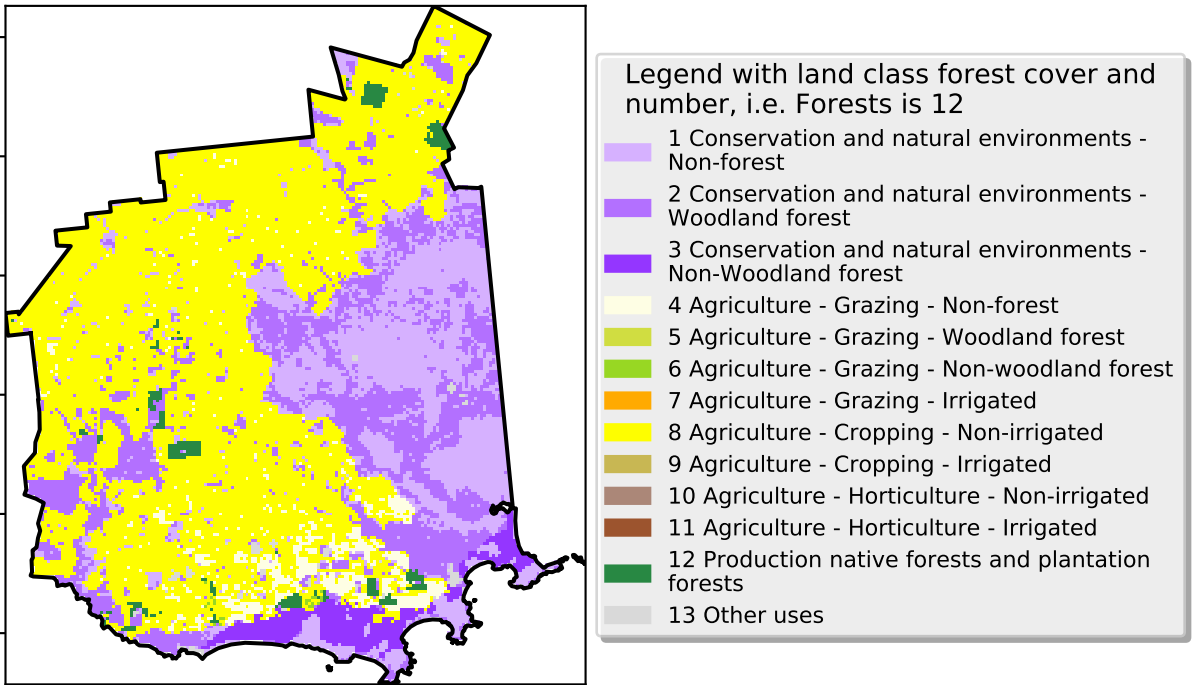 Legend with land class forest cover and
number, i.e. Forests is 12
1 Conservation and natural environments -
Non-forest
2 Conservation and natural environments -
Woodland forest
3 Conservation and natural environments -
Non-Woodland forest
4 Agriculture - Grazing - Non-forest
5 Agriculture - Grazing - Woodland forest
6 Agriculture - Grazing - Non-woodland forest
7 Agriculture - Grazing - Irrigated
8 Agriculture - Cropping - Non-irrigated
9 Agriculture - Cropping - Irrigated
10 Agriculture - Horticulture - Non-irrigated
11 Agriculture - Horticulture - Irrigated
12 Production native forests and plantation
forests
13 Other uses